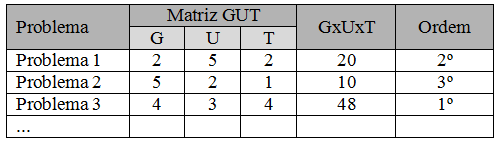 Problema Matriz GUT GxUxT Ordem
G U T
Problema 1 2 5 2 20 2º
Problema 2 5 2 1 10 3º
Problema 3 4 3 4 48 1º
...